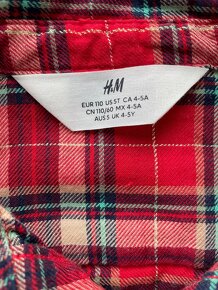 H&M
EUR 110 US 5T CA 4-5A
CN 110/60 MX 4-5A
AUS 5 UK 4-5Y